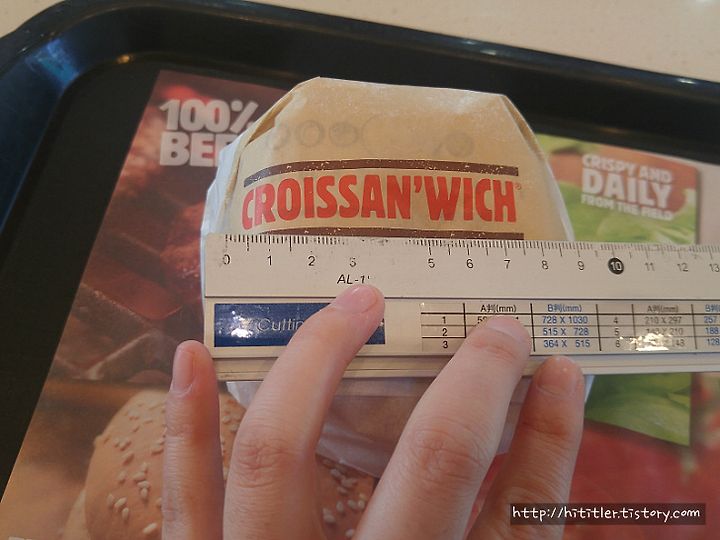 100%
BEE
CRISPY AND
DAILY
FROM THE FIELD
CROISSAN'WICH®
0 1 2 3 5 6 7 8 9 10 11 12 13
Cuttin
A判(mm) B判(mm) A判(mm)
1 728 X 1030 4 210 X 297 257
2 515 X 728 5 188
3 364 X 515 6 128
http://hititler.tistory.com